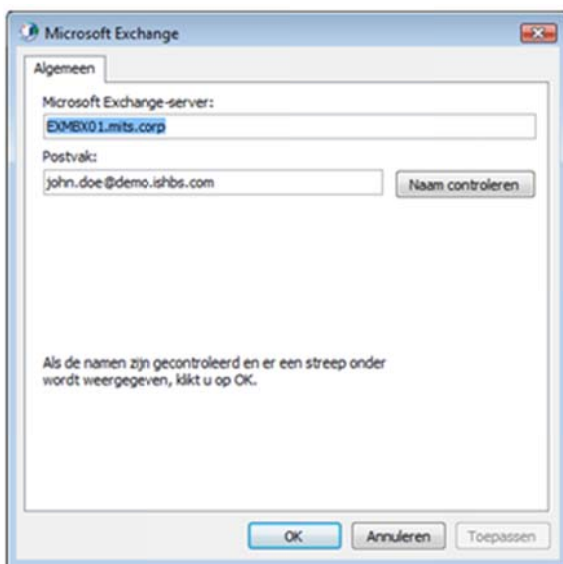 Microsoft Exchange
Algemeen
Microsoft Exchange-server:
EXMBX01.mits.corp
Postvak:
john.doe@demo.ishbs.com
Naam controleren
Als de namen zijn gecontroleerd en er een streep onder
wordt weergegeven, klikt u op OK.
OK
Annuleren
Toepassen